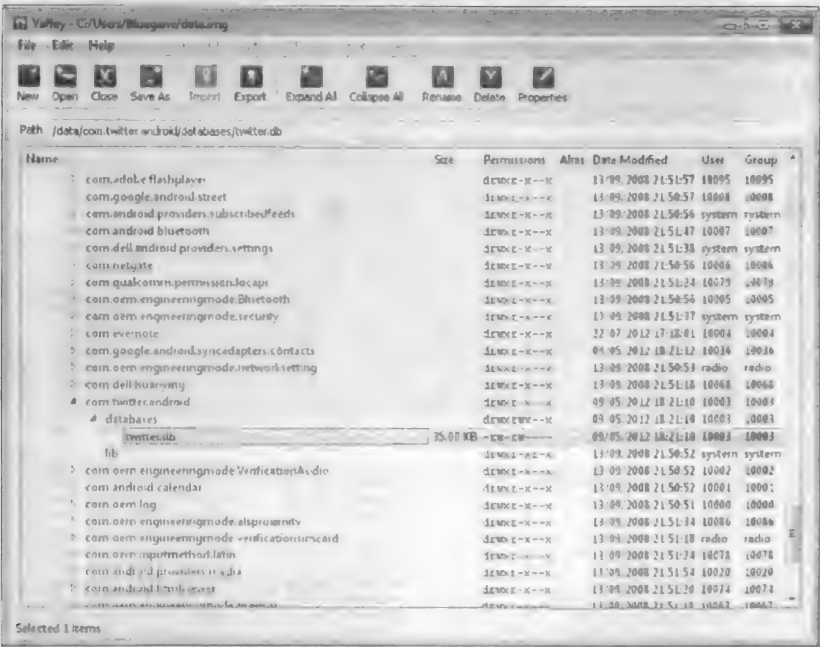 Yaffey - C:/Users/Bluegave/data.img
File Edit Help
New Open Close Save As Import Export Expand All Collapse All Rename Delete Properties
Path /data/com.twitter.android/databases/twitter.db
Name Size Permissions Alias Date Modified User Group
com.adobe.flashplayer drwxr-x--x 13/09/2008 21:51:57 10095 10095
com.google.android.street drwxr-x--x 13/09/2008 21:50:57 10008 10008
com.android.providers.subscribedfeeds drwxr-x--x 13/09/2008 21:50:56 system system
com.android.bluetooth drwxr-x--x 13/09/2008 21:51:47 10007 10007
com.dell.android.providers.settings drwxr-x--x 13/09/2008 21:51:38 system system
com.netgate drwxr-x--x 13/09/2008 21:50:56 10006 10006
com.qualcomm.permission.locapi drwxr-x--x 13/09/2008 21:51:24 10079 10079
com.oem.engineeringmode.Bluetooth drwxr-x--x 13/09/2008 21:50:56 10005 10005
com.oem.engineeringmode.security drwxr-x--x 13/09/2008 21:51:37 system system
com.evernote drwxr-x--x 22/07/2012 17:18:01 10004 10004
com.google.android.syncadapters.contacts drwxr-x--x 04/05/2012 18:21:12 10036 10036
com.oem.engineeringmode.networksetting drwxr-x--x 13/09/2008 21:50:53 radio radio
com.dell.huanying drwxr-x--x 13/09/2008 21:51:18 10068 10068
com.twitter.android drwxr-x--x 09/05/2012 18:21:10 10003 10003
databases drwxrwx--x 09/05/2012 18:21:10 10003 10003
twitter.db 35.00 KB -rw-rw---- 09/05/2012 18:21:10 10003 10003
lib drwxr-xr-x 13/09/2008 21:50:52 system system
com.oem.engineeringmode.VerificationAudio drwxr-x--x 13/09/2008 21:50:52 10002 10002
com.android.calendar drwxr-x--x 13/09/2008 21:50:52 10001 10001
com.oem.log drwxr-x--x 13/09/2008 21:50:51 10000 10000
com.oem.engineeringmode.alsproximity drwxr-x--x 13/09/2008 21:51:34 10086 10086
com.oem.engineeringmode.verificationsimcard drwxr-x--x 13/09/2008 21:51:18 radio radio
com.oem.inputmethod.latin drwxr-x--x 13/09/2008 21:51:24 10078 10078
com.android.providers.media drwxr-x--x 13/09/2008 21:51:54 10020 10020
com.android.htmlviewer drwxr-x--x 13/09/2008 21:51:20 10074 10074
Selected 1 items